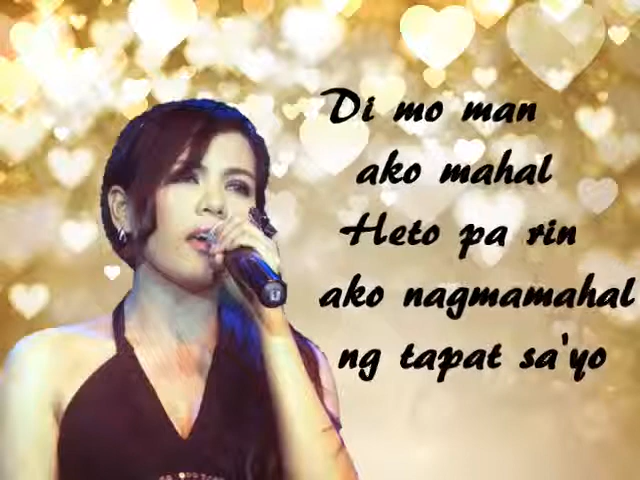 Di mo man
ako mahal
Heto pa rin
ako nagmamahal
ng tapat sa'yo